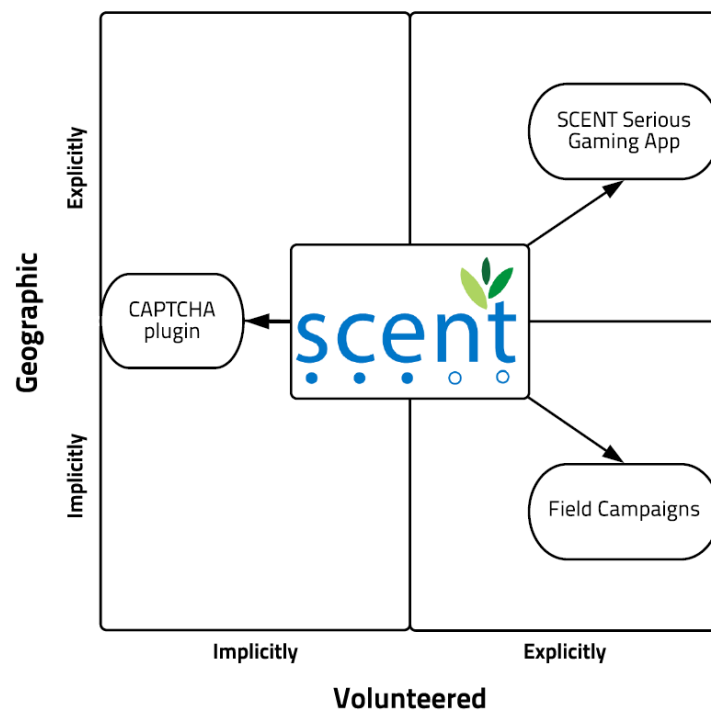 SCENT Serious
Gaming App
Explicitly
Geographic
CAPTCHA
plugin
scent
Implicitly
Field Campaigns
Implicitly
Explicitly
Volunteered